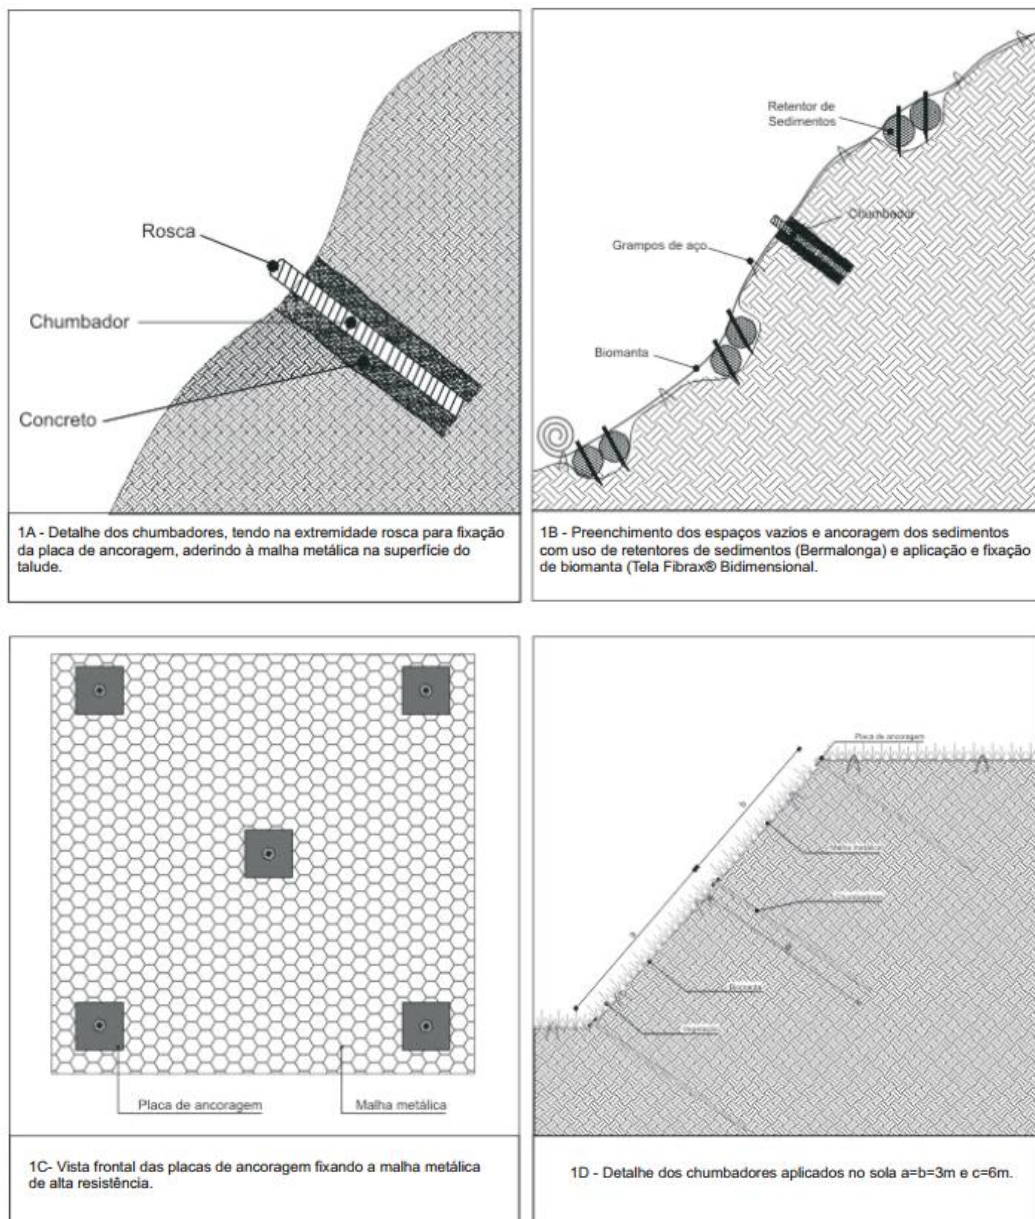 Rosca
Chumbador
Concreto
1A - Detalhe dos chumbadores, tendo na extremidade rosca para fixação
da placa de ancoragem, aderindo à malha metálica na superfície do
talude.
Retentor de
Sedimentos
Chumbador
Grampos de aço
Biomanta
1B - Preenchimento dos espaços vazios e ancoragem dos sedimentos
com uso de retentores de sedimentos (Bermalonga) e aplicação e fixação
de biomanta (Tela Fibrax® Bidimensional.
Placa de ancoragem
Malha metálica
1C- Vista frontal das placas de ancoragem fixando a malha metálica
de alta resistência.
Placa de ancoragem
b
Malha metálica
Chumbadores
a
Biomanta
1D - Detalhe dos chumbadores aplicados no sola a=b=3m e c=6m.